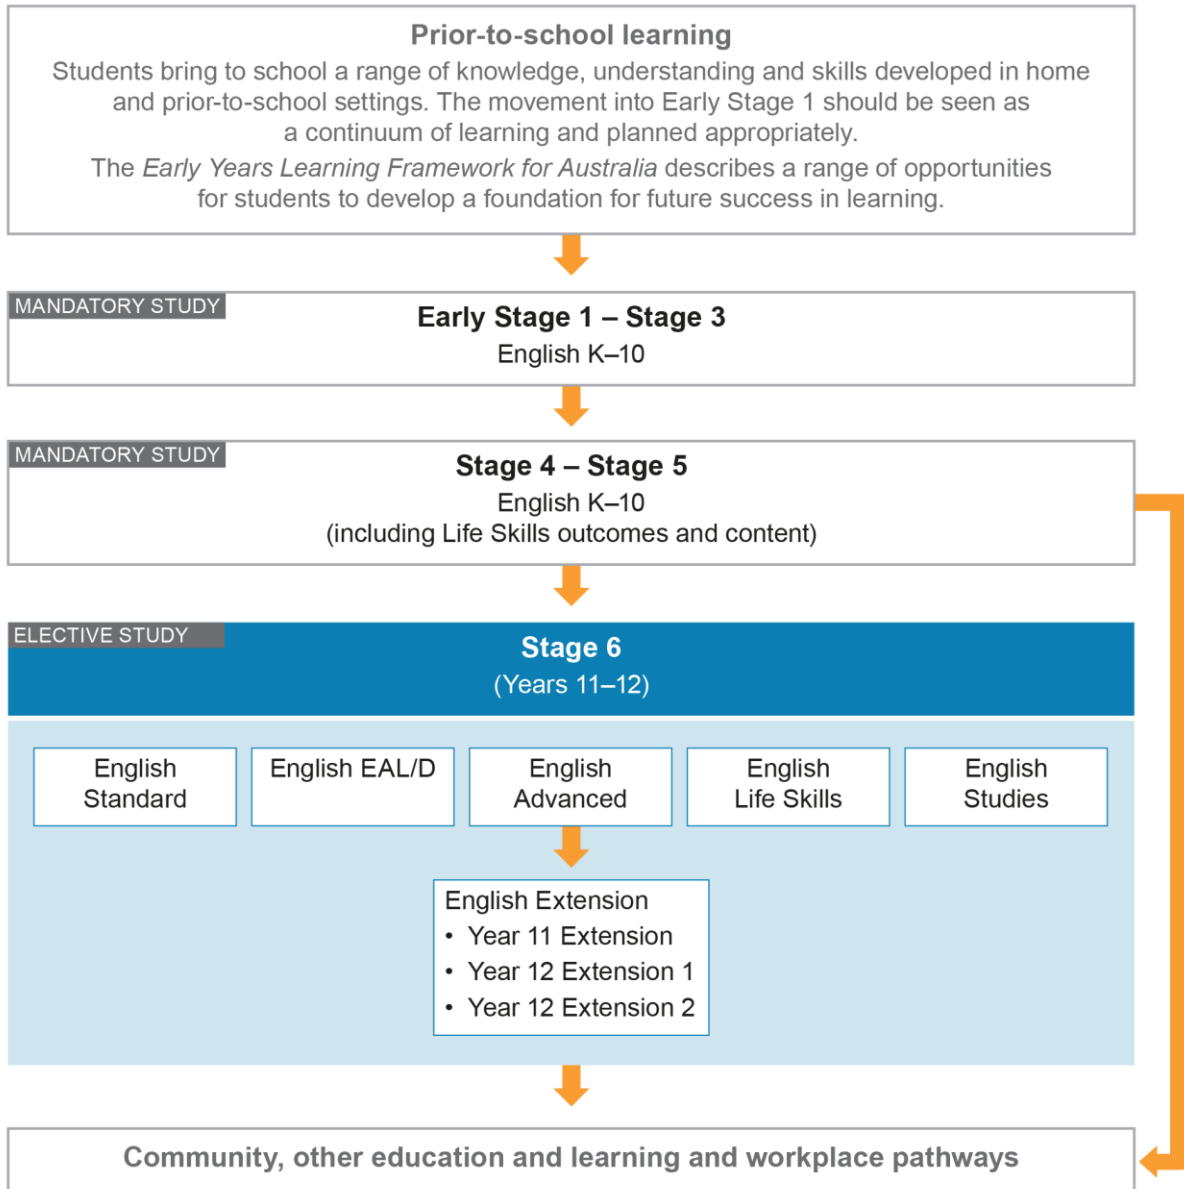 Prior-to-school learning
Students bring to school a range of knowledge, understanding and skills developed in home
and prior-to-school settings. The movement into Early Stage 1 should be seen as
a continuum of learning and planned appropriately.
The Early Years Learning Framework for Australia describes a range of opportunities
for students to develop a foundation for future success in learning.
MANDATORY STUDY
Early Stage 1 – Stage 3
English K–10
MANDATORY STUDY
Stage 4 – Stage 5
English K–10
(including Life Skills outcomes and content)
ELECTIVE STUDY
Stage 6
(Years 11–12)
English
Standard
English EAL/D
English
Advanced
English
Life Skills
English
Studies
English Extension
• Year 11 Extension
• Year 12 Extension 1
• Year 12 Extension 2
Community, other education and learning and workplace pathways